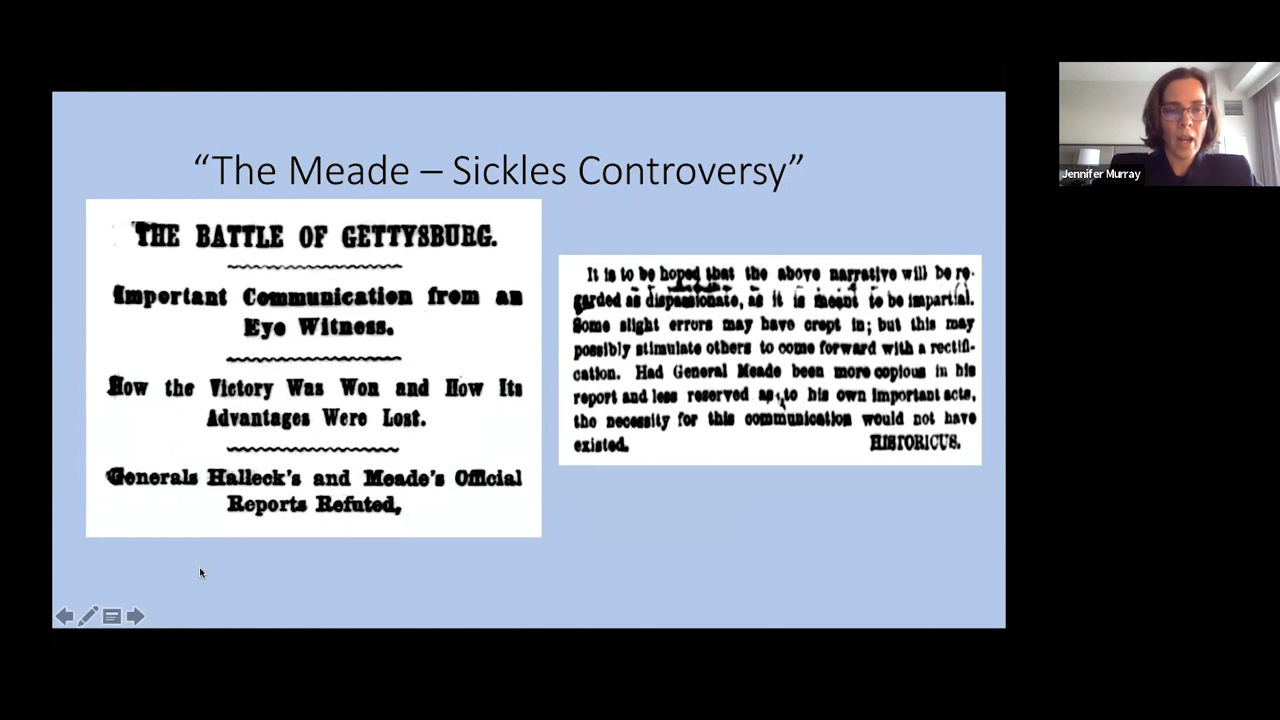 “The Meade – Sickles Controversy”
THE BATTLE OF GETTYSBURG.
Important Communication from an
Eye Witness.
How the Victory Was Won and How Its
Advantages Were Lost.
Generals Halleck's and Meade's Official
Reports Refuted,
It is to be hoped that the above narrative will be re-
garded as dispassionate, as it is meant to be impartial.
Some slight errors may have crept in; but this may
possibly stimulate others to come forward with a rectifi-
cation. Had General Meade been more copious in his
report and less reserved as to his own important acts,
the necessity for this communication would not have
existed. HISTORICUS.
Jennifer Murray